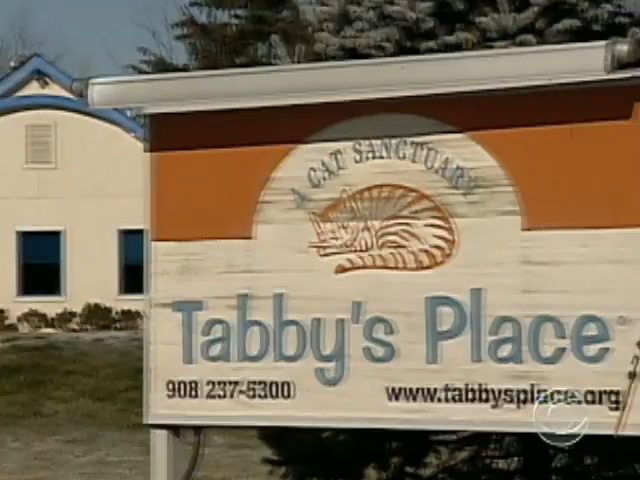 A CAT SANCTUARY
Tabby's Place®
908 237-5300
www.tabbysplace.org